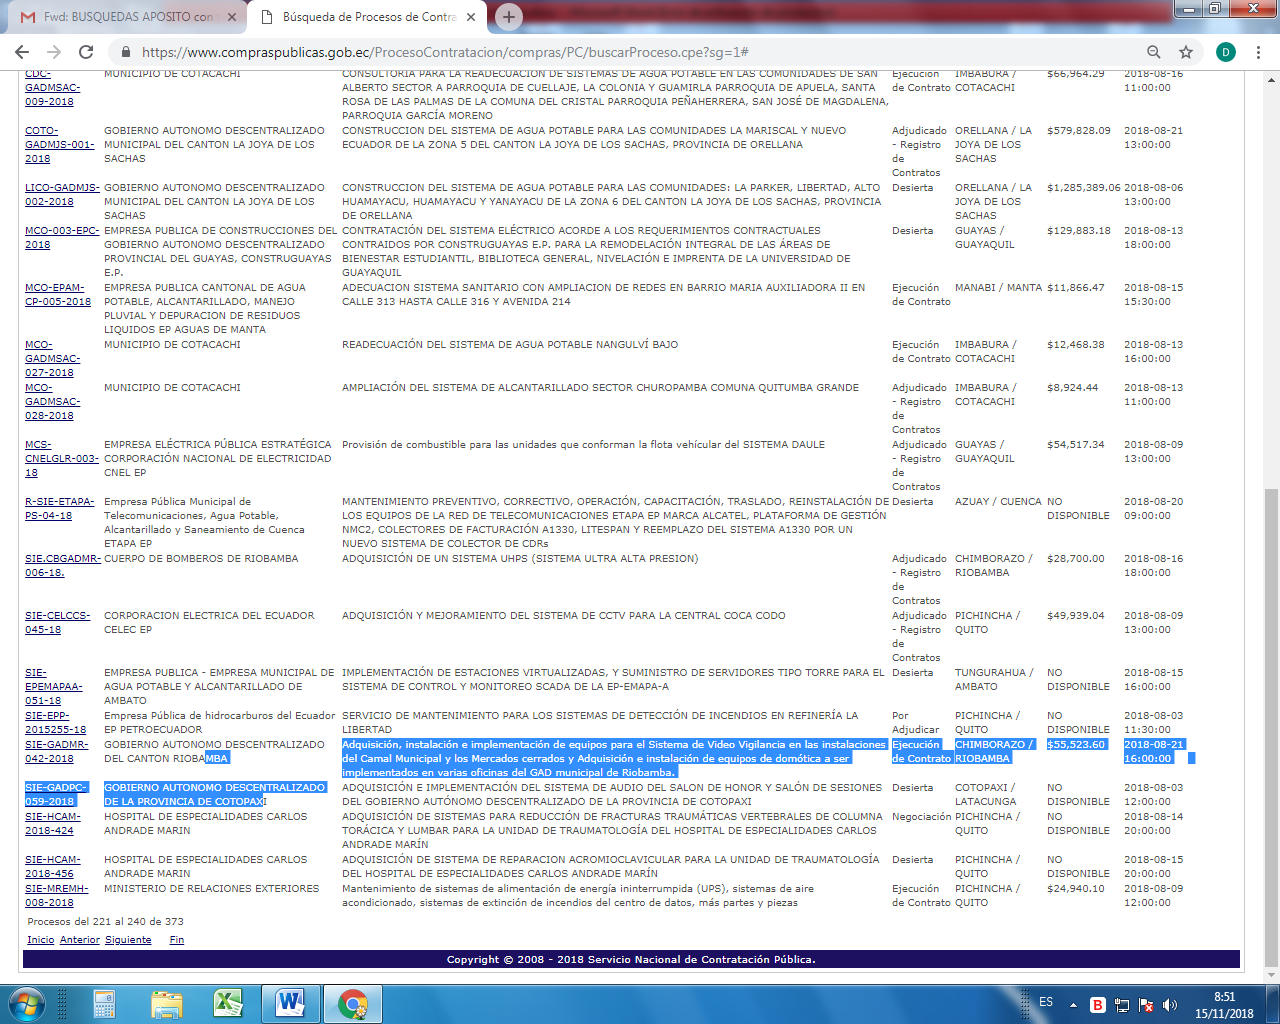 Fwd: BUSQUEDAS APOSITO con
Búsqueda de Procesos de Contra
https://www.compraspublicas.gob.ec/ProcesoContratacion/compras/PC/buscarProceso.cpe?sg=1#
D
CDC-GADMSAC-009-2018 MUNICIPIO DE COTACACHI CONSULTORIA PARA LA READECUACION DE SISTEMAS DE AGUA POTABLE EN LAS COMUNIDADES DE SAN ALBERTO SECTOR A PARROQUIA DE CUELLAJE, LA COLONIA Y GUAMIRLA PARROQUIA DE APUELA, SANTA ROSA DE LAS PALMAS DE LA COMUNA DEL CRISTAL PARROQUIA PEÑAHERRERA, SAN JOSÉ DE MAGDALENA, PARROQUIA GARCÍA MORENO Ejecución de Contrato IMBABURA / COTACACHI $66,964.29 2018-08-16 11:00:00
COTO-GADMJS-001-2018 GOBIERNO AUTONOMO DESCENTRALIZADO MUNICIPAL DEL CANTON LA JOYA DE LOS SACHAS CONSTRUCCION DEL SISTEMA DE AGUA POTABLE PARA LAS COMUNIDADES LA MARISCAL Y NUEVO ECUADOR DE LA ZONA 5 DEL CANTON LA JOYA DE LOS SACHAS, PROVINCIA DE ORELLANA Adjudicado - Registro de Contratos ORELLANA / LA JOYA DE LOS SACHAS $579,828.09 2018-08-21 13:00:00
LICO-GADMJS-002-2018 GOBIERNO AUTONOMO DESCENTRALIZADO MUNICIPAL DEL CANTON LA JOYA DE LOS SACHAS CONSTRUCCION DEL SISTEMA DE AGUA POTABLE PARA LAS COMUNIDADES: LA PARKER, LIBERTAD, ALTO HUAMAYACU, HUAMAYACU Y YANAYACU DE LA ZONA 6 DEL CANTON LA JOYA DE LOS SACHAS, PROVINCIA DE ORELLANA Desierta ORELLANA / LA JOYA DE LOS SACHAS $1,285,389.06 2018-08-06 13:00:00
MCO-003-EPC-2018 EMPRESA PUBLICA DE CONSTRUCCIONES DEL GOBIERNO AUTONOMO DESCENTRALIZADO PROVINCIAL DEL GUAYAS, CONSTRUGUAYAS E.P. CONTRATACIÓN DEL SISTEMA ELÉCTRICO ACORDE A LOS REQUERIMIENTOS CONTRACTUALES CONTRAIDOS POR CONSTRUGUAYAS E.P. PARA LA REMODELACIÓN INTEGRAL DE LAS ÁREAS DE BIENESTAR ESTUDIANTIL, BIBLIOTECA GENERAL, NIVELACIÓN E IMPRENTA DE LA UNIVERSIDAD DE GUAYAQUIL Desierta GUAYAS / GUAYAQUIL $129,883.18 2018-08-13 18:00:00
MCO-EPAM-CP-005-2018 EMPRESA PUBLICA CANTONAL DE AGUA POTABLE, ALCANTARILLADO, MANEJO PLUVIAL Y DEPURACION DE RESIDUOS LIQUIDOS EP AGUAS DE MANTA ADECUACION SISTEMA SANITARIO CON AMPLIACION DE REDES EN BARRIO MARIA AUXILIADORA II EN CALLE 313 HASTA CALLE 316 Y AVENIDA 214 Ejecución de Contrato MANABI / MANTA $11,866.47 2018-08-15 15:30:00
MCO-GADMSAC-027-2018 MUNICIPIO DE COTACACHI READECUACIÓN DEL SISTEMA DE AGUA POTABLE NANGULVÍ BAJO Ejecución de Contrato IMBABURA / COTACACHI $12,468.38 2018-08-13 16:00:00
MCO-GADMSAC-028-2018 MUNICIPIO DE COTACACHI AMPLIACIÓN DEL SISTEMA DE ALCANTARILLADO SECTOR CHUROPAMBA COMUNA QUITUMBA GRANDE Adjudicado - Registro de Contratos IMBABURA / COTACACHI $8,924.44 2018-08-13 11:00:00
MCS-CNELGLR-003-18 EMPRESA ELÉCTRICA PÚBLICA ESTRATÉGICA CORPORACIÓN NACIONAL DE ELECTRICIDAD CNEL EP Provisión de combustible para las unidades que conforman la flota vehícular del SISTEMA DAULE Adjudicado - Registro de Contratos GUAYAS / GUAYAQUIL $54,517.34 2018-08-09 13:00:00
R-SIE-ETAPA-PS-04-18 Empresa Pública Municipal de Telecomunicaciones, Agua Potable, Alcantarillado y Saneamiento de Cuenca ETAPA EP MANTENIMIENTO PREVENTIVO, CORRECTIVO, OPERACIÓN, CAPACITACIÓN, TRASLADO, REINSTALACIÓN DE LOS EQUIPOS DE LA RED DE TELECOMUNICACIONES ETAPA EP MARCA ALCATEL, PLATAFORMA DE GESTIÓN NMC2, COLECTORES DE FACTURACIÓN A1330, LITESPAN Y REEMPLAZO DEL SISTEMA A1330 POR UN NUEVO SISTEMA DE COLECTOR DE CDRs Desierta AZUAY / CUENCA NO DISPONIBLE 2018-08-20 09:00:00
SIE.CBGADMR-006-18. CUERPO DE BOMBEROS DE RIOBAMBA ADQUISICIÓN DE UN SISTEMA UHPS (SISTEMA ULTRA ALTA PRESION) Adjudicado - Registro de Contratos CHIMBORAZO / RIOBAMBA $28,700.00 2018-08-16 18:00:00
SIE-CELCCS-045-18 CORPORACION ELECTRICA DEL ECUADOR CELEC EP ADQUISICIÓN Y MEJORAMIENTO DEL SISTEMA DE CCTV PARA LA CENTRAL COCA CODO Adjudicado - Registro de Contratos PICHINCHA / QUITO $49,939.04 2018-08-09 13:00:00
SIE-EPEMAPAA-051-18 EMPRESA PUBLICA - EMPRESA MUNICIPAL DE AGUA POTABLE Y ALCANTARILLADO DE AMBATO IMPLEMENTACIÓN DE ESTACIONES VIRTUALIZADAS, Y SUMINISTRO DE SERVIDORES TIPO TORRE PARA EL SISTEMA DE CONTROL Y MONITOREO SCADA DE LA EP-EMAPA-A Desierta TUNGURAHUA / AMBATO NO DISPONIBLE 2018-08-15 16:00:00
SIE-EPP-2015255-18 Empresa Pública de hidrocarburos del Ecuador EP PETROECUADOR SERVICIO DE MANTENIMIENTO PARA LOS SISTEMAS DE DETECCIÓN DE INCENDIOS EN REFINERÍA LA LIBERTAD Por Adjudicar PICHINCHA / QUITO NO DISPONIBLE 2018-08-03 11:30:00
SIE-GADMR-042-2018 GOBIERNO AUTONOMO DESCENTRALIZADO DEL CANTON RIOBAMBA Adquisición, instalación e implementación de equipos para el Sistema de Video Vigilancia en las instalaciones del Camal Municipal y los Mercados cerrados y Adquisición e instalación de equipos de domótica a ser implementados en varias oficinas del GAD municipal de Riobamba. Ejecución de Contrato CHIMBORAZO / RIOBAMBA $55,523.60 2018-08-21 16:00:00
SIE-GADPC-059-2018 GOBIERNO AUTONOMO DESCENTRALIZADO DE LA PROVINCIA DE COTOPAXI ADQUISICIÓN E IMPLEMENTACIÓN DEL SISTEMA DE AUDIO DEL SALON DE HONOR Y SALÓN DE SESIONES DEL GOBIERNO AUTÓNOMO DESCENTRALIZADO DE LA PROVINCIA DE COTOPAXI Desierta COTOPAXI / LATACUNGA NO DISPONIBLE 2018-08-03 12:00:00
SIE-HCAM-2018-424 HOSPITAL DE ESPECIALIDADES CARLOS ANDRADE MARIN ADQUISICIÓN DE SISTEMAS PARA REDUCCIÓN DE FRACTURAS TRAUMÁTICAS VERTEBRALES DE COLUMNA TORÁCICA Y LUMBAR PARA LA UNIDAD DE TRAUMATOLOGÍA DEL HOSPITAL DE ESPECIALIDADES CARLOS ANDRADE MARÍN Negociación PICHINCHA / QUITO NO DISPONIBLE 2018-08-14 20:00:00
SIE-HCAM-2018-456 HOSPITAL DE ESPECIALIDADES CARLOS ANDRADE MARIN ADQUISICIÓN DE SISTEMA DE REPARACION ACROMIOCLAVICULAR PARA LA UNIDAD DE TRAUMATOLOGÍA DEL HOSPITAL DE ESPECIALIDADES CARLOS ANDRADE MARÍN Desierta PICHINCHA / QUITO NO DISPONIBLE 2018-08-15 20:00:00
SIE-MREMH-008-2018 MINISTERIO DE RELACIONES EXTERIORES Mantenimiento de sistemas de alimentación de energía ininterrumpida (UPS), sistemas de aire acondicionado, sistemas de extinción de incendios del centro de datos, más partes y piezas Ejecución de Contrato PICHINCHA / QUITO $24,940.10 2018-08-09 12:00:00
Procesos del 221 al 240 de 373
Inicio Anterior Siguiente Fin
Copyright © 2008 - 2018 Servicio Nacional de Contratación Pública.
ES
8:51
15/11/2018